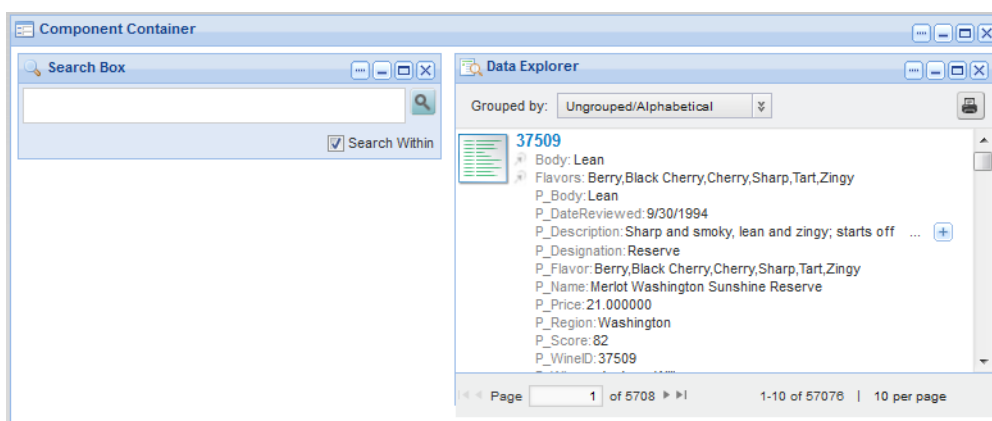 Component Container
Search Box
Search Within
Data Explorer
Grouped by: Ungrouped/Alphabetical
37509
Body: Lean
Flavors: Berry,Black Cherry,Cherry,Sharp,Tart,Zingy
P_Body: Lean
P_DateReviewed: 9/30/1994
P_Description: Sharp and smoky, lean and zingy; starts off ...
P_Designation: Reserve
P_Flavor: Berry,Black Cherry,Cherry,Sharp,Tart,Zingy
P_Name: Merlot Washington Sunshine Reserve
P_Price: 21.000000
P_Region: Washington
P_Score: 82
P_WineID: 37509
Page 1 of 5708 1-10 of 57076 | 10 per page